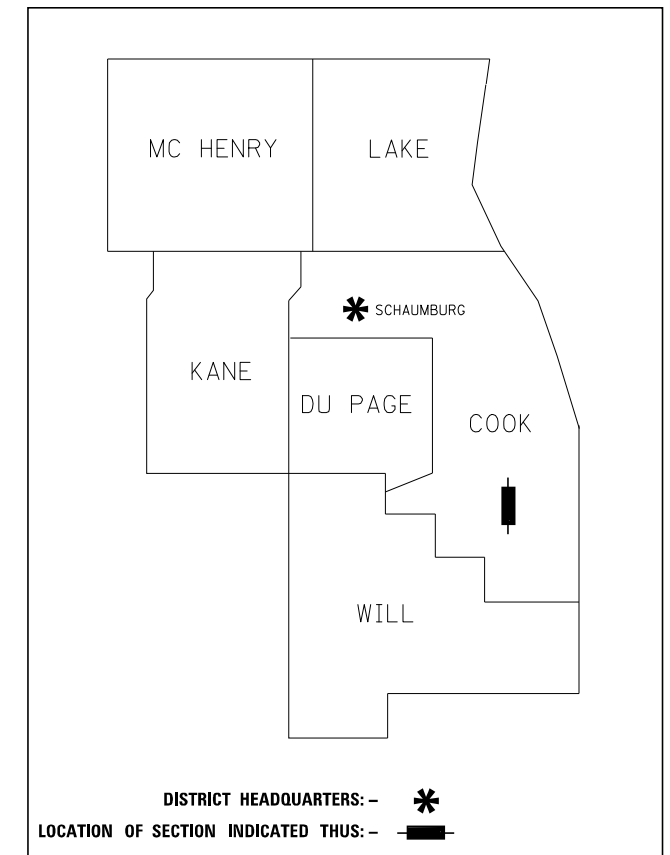 MC HENRY
LAKE
SCHAUMBURG
KANE
DU PAGE
COOK
WILL
DISTRICT HEADQUARTERS: -
LOCATION OF SECTION INDICATED THUS: -